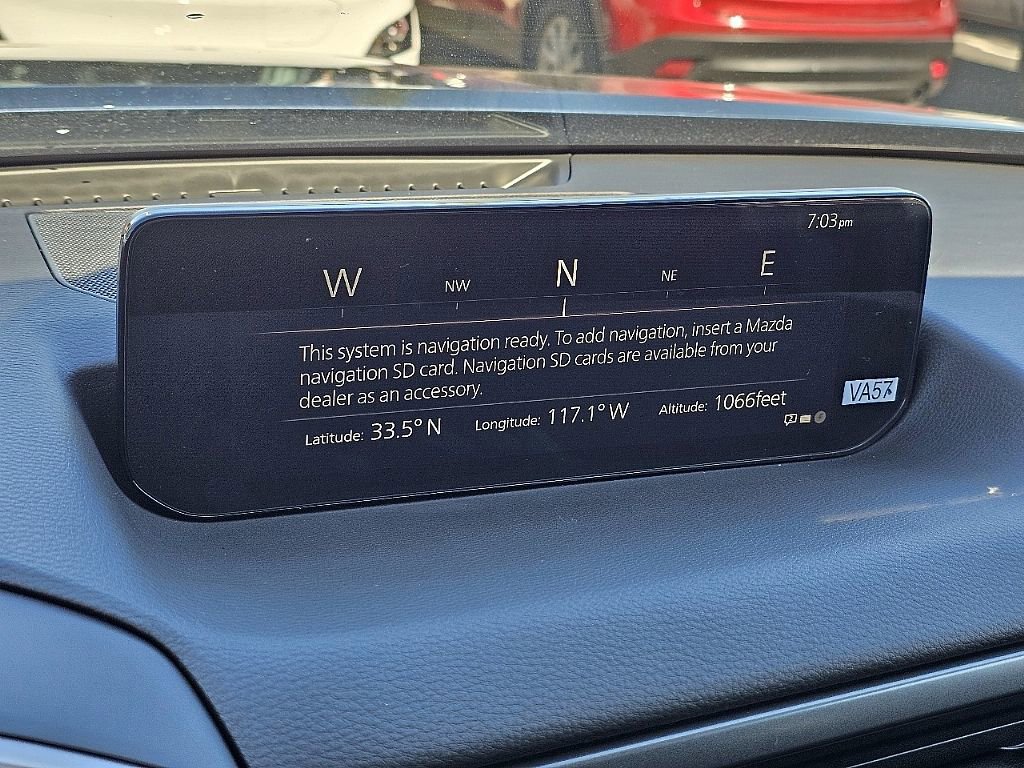 7:03pm
W NW N NE E
This system is navigation ready. To add navigation, insert a Mazda
navigation SD card. Navigation SD cards are available from your
dealer as an accessory.
VA57
Latitude: 33.5° N Longitude: 117.1° W Altitude: 1066feet